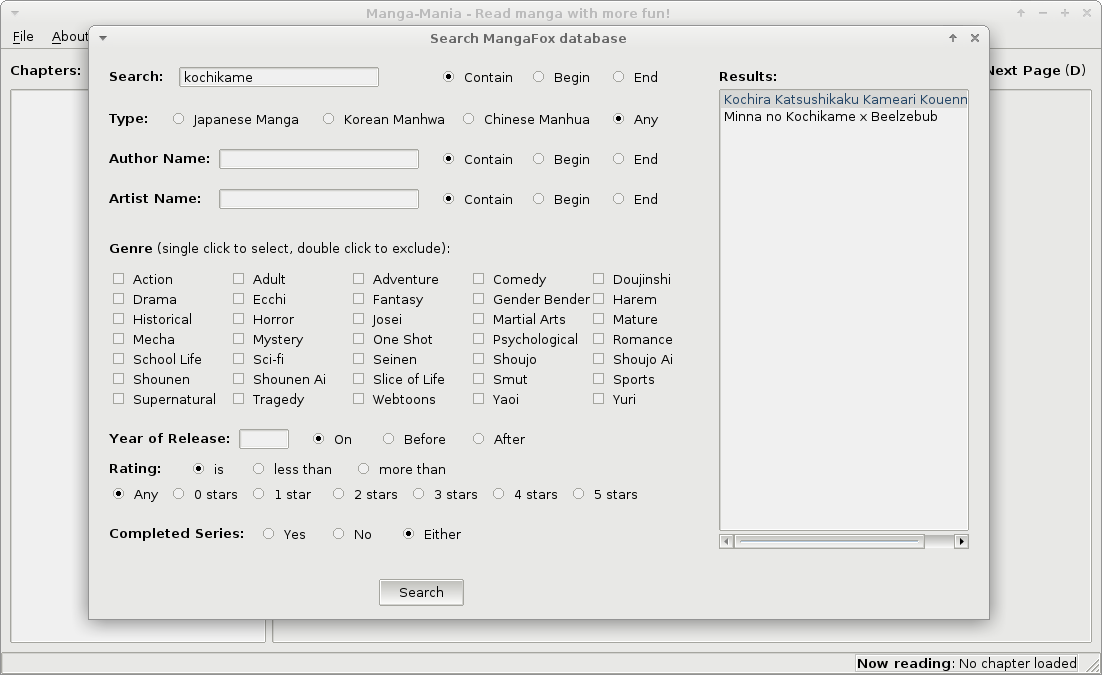 Manga-Mania - Read manga with more fun!
File About
Search MangaFox database
Chapters:
Next Page (D)
Search: kochikame Contain Begin End
Type: Japanese Manga Korean Manhwa Chinese Manhua Any
Author Name: Contain Begin End
Artist Name: Contain Begin End
Genre (single click to select, double click to exclude):
Action Adult Adventure Comedy Doujinshi
Drama Ecchi Fantasy Gender Bender Harem
Historical Horror Josei Martial Arts Mature
Mecha Mystery One Shot Psychological Romance
School Life Sci-fi Seinen Shoujo Shoujo Ai
Shounen Shounen Ai Slice of Life Smut Sports
Supernatural Tragedy Webtoons Yaoi Yuri
Year of Release: On Before After
Rating: is less than more than
Any 0 stars 1 star 2 stars 3 stars 4 stars 5 stars
Completed Series: Yes No Either
Search
Results:
Kochira Katsushikaku Kameari Kouenn
Minna no Kochikame x Beelzebub
Now reading: No chapter loaded